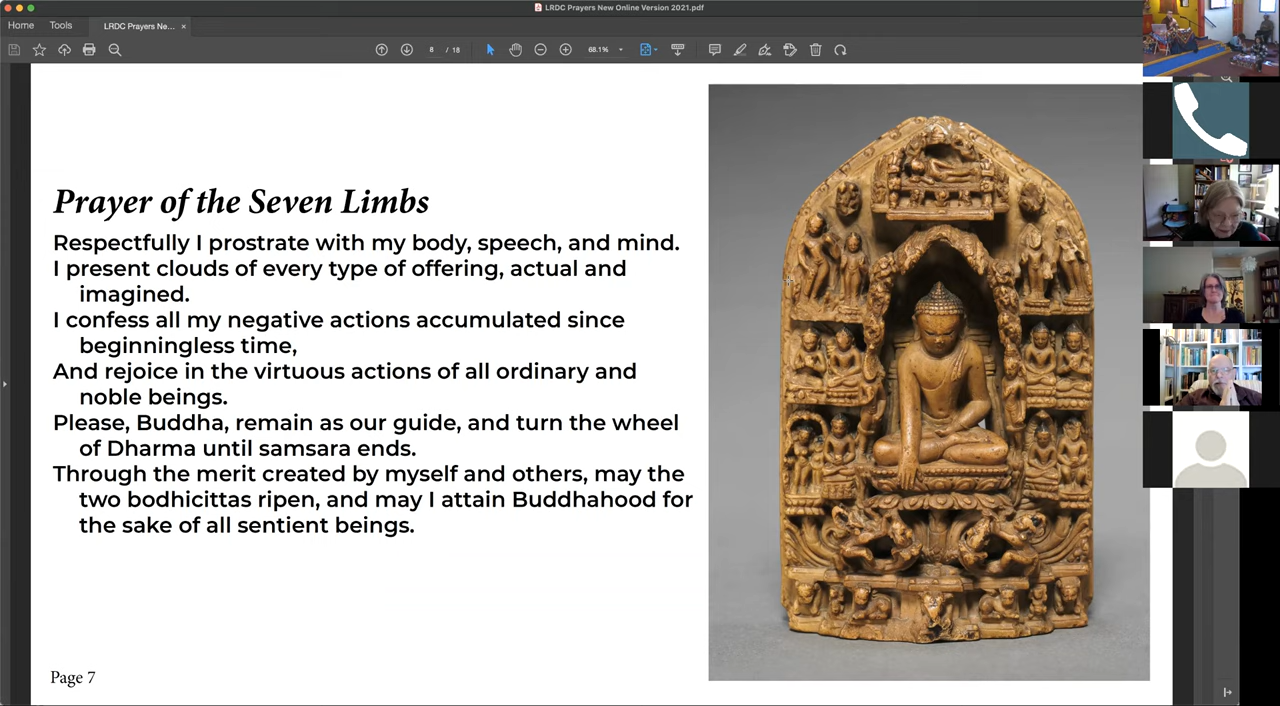 LRDC Prayers New Online Version 2021.pdf
Home
Tools
LRDC Prayers Ne...
8 / 18
68.1%
Prayer of the Seven Limbs
Respectfully I prostrate with my body, speech, and mind.
I present clouds of every type of offering, actual and
imagined.
I confess all my negative actions accumulated since
beginningless time,
And rejoice in the virtuous actions of all ordinary and
noble beings.
Please, Buddha, remain as our guide, and turn the wheel
of Dharma until samsara ends.
Through the merit created by myself and others, may the
two bodhicittas ripen, and may I attain Buddhahood for
the sake of all sentient beings.
Page 7